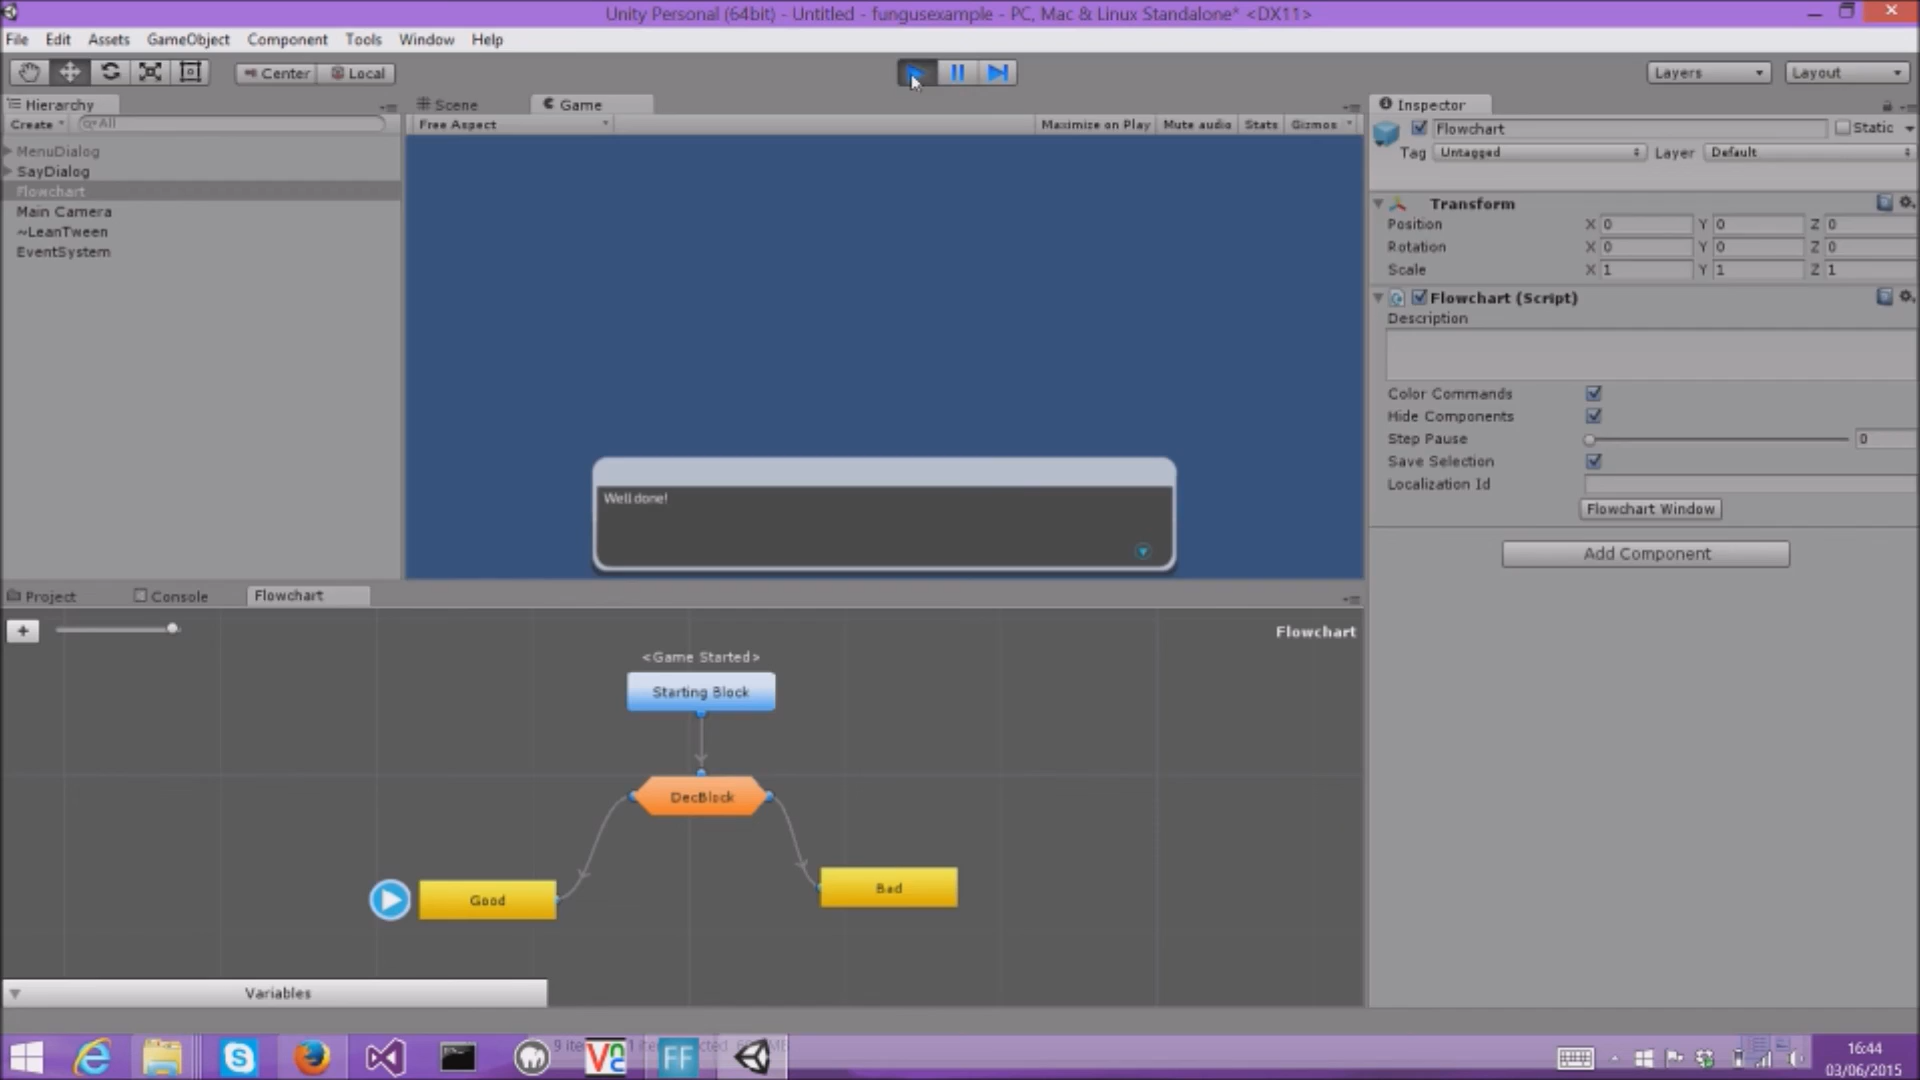 Unity Personal (64bit) - Untitled - fungusexample - PC, Mac & Linux Standalone* <DX11>
File Edit Assets GameObject Component Tools Window Help
Center Local
Layers Layout
Hierarchy
Create All
MenuDialog
SayDialog
Flowchart
Main Camera
~LeanTween
EventSystem
Scene Game
Free Aspect Maximize on Play Mute audio Stats Gizmos
Well done!
Inspector
Flowchart Static
Tag Untagged Layer Default
Transform
Position X 0 Y 0 Z 0
Rotation X 0 Y 0 Z 0
Scale X 1 Y 1 Z 1
Flowchart (Script)
Description
Color Commands
Hide Components
Step Pause 0
Save Selection
Localization Id
Flowchart Window
Add Component
Project Console Flowchart
Flowchart
<Game Started>
Starting Block
DecBlock
Good
Bad
Variables
FF
16:44
03/06/2015